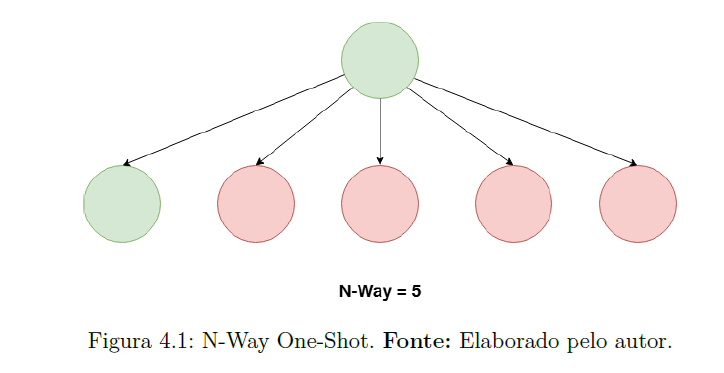 N-Way = 5
Figura 4.1: N-Way One-Shot. Fonte: Elaborado pelo autor.